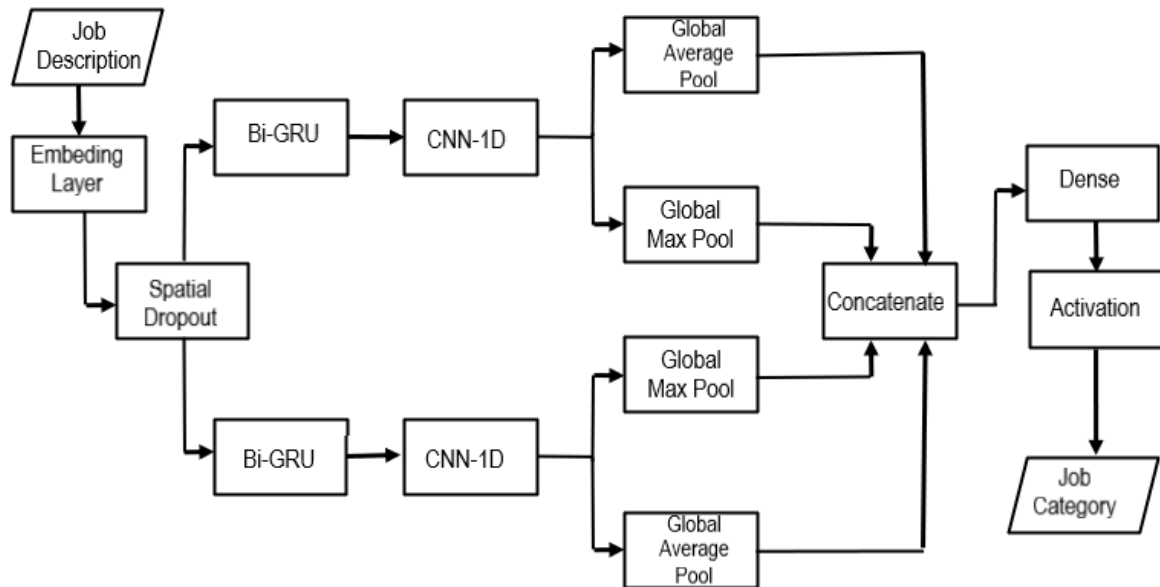 Job
Description
Embeding
Layer
Spatial
Dropout
Bi-GRU
CNN-1D
Global
Average
Pool
Global
Max Pool
Bi-GRU
CNN-1D
Global
Max Pool
Global
Average
Pool
Concatenate
Dense
Activation
Job
Category